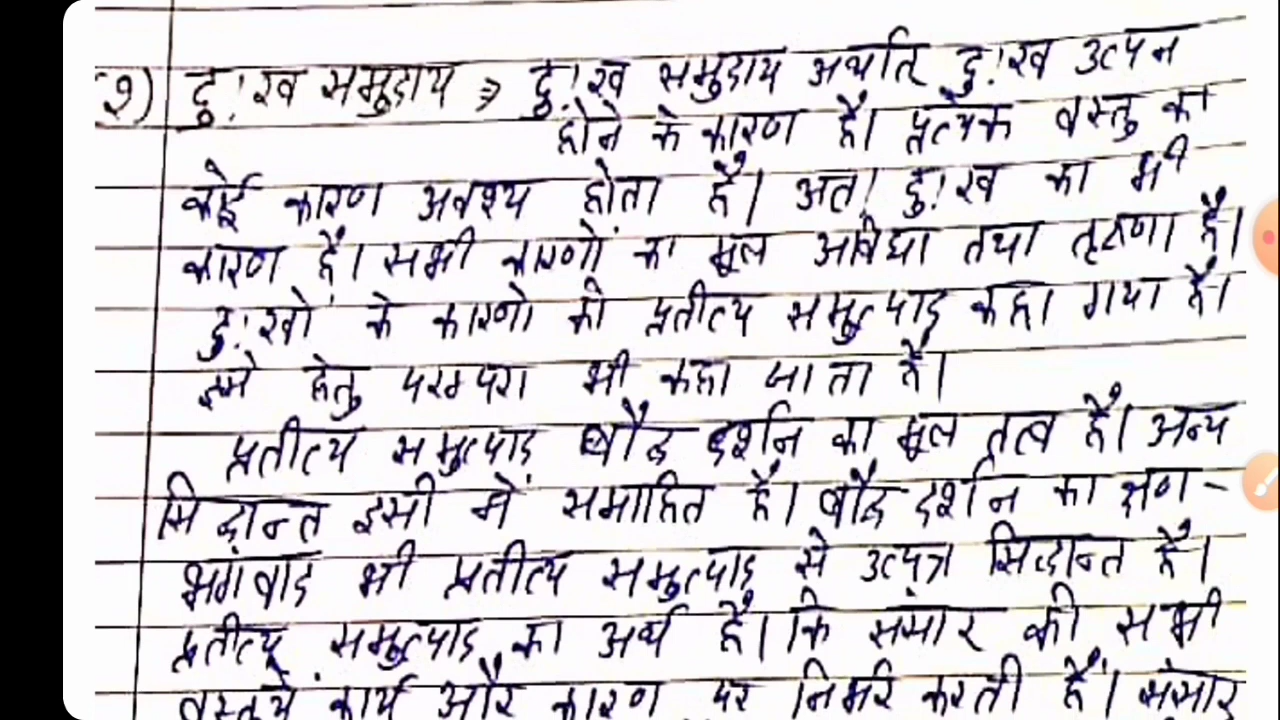 २) दु:ख समुदाय ⇒ दु:ख समुदाय अर्थात दु:ख उत्पन
होने के कारण है। प्रत्येक वस्तु का
कोई कारण अवश्य होता है। अत: दु:ख का भी
कारण है। सभी कारणों का मूल अविद्या तथा तृष्णा है।
दु:खों के कारणो को प्रतीत्य समुत्पाद कहा गया है।
इसे हेतु परम्परा भी कहा जाता है।
प्रतीत्य समुत्पाद बौद्ध दर्शन का मूल तत्व है। अन्य
सिद्धान्त इसी में समाहित है। बौद्ध दर्शन का क्षण-
भंगवाद भी प्रतीत्य समुत्पाद से उत्पन्न सिद्धान्त है।
प्रतीत्य समुत्पाद का अर्थ है। कि संसार की सभी
वस्तुये कार्य और कारण पर निर्भर करती है। संसार